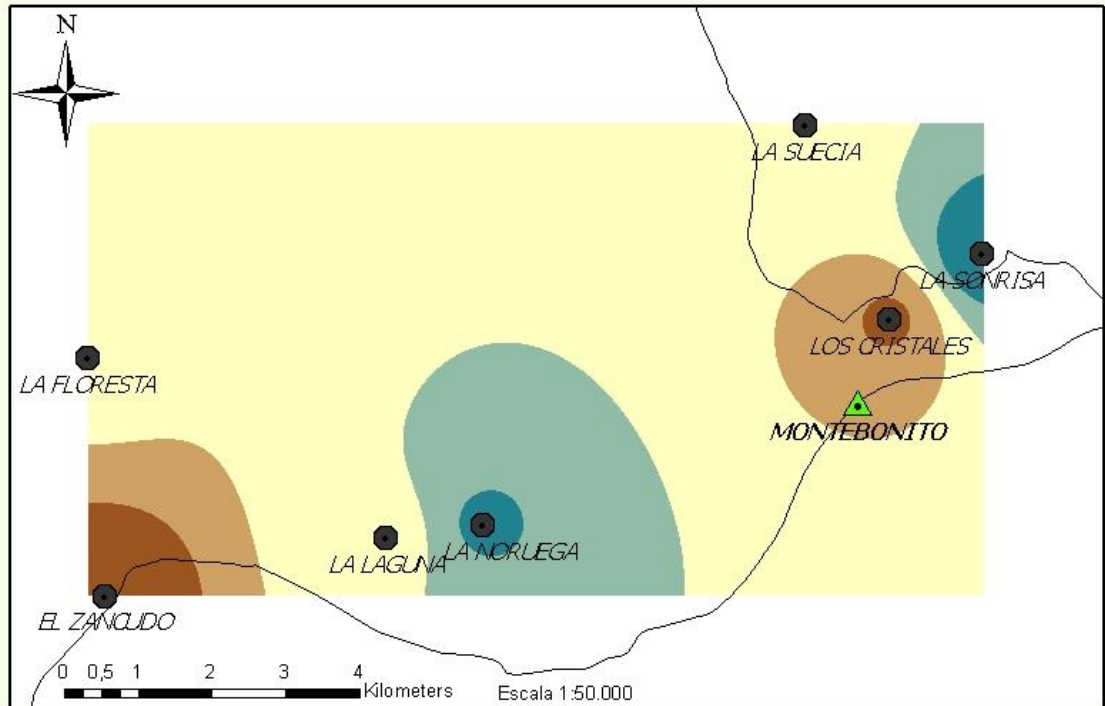 N
LA SUECIA
LA SONRISA
LOS CRISTALES
LA FLORESTA
MONTEBONITO
LA NORUEGA
LA LAGUNA
EL ZANCUDO
0 0,5 1 2 3 4
Kilometers
Escala 1:50.000